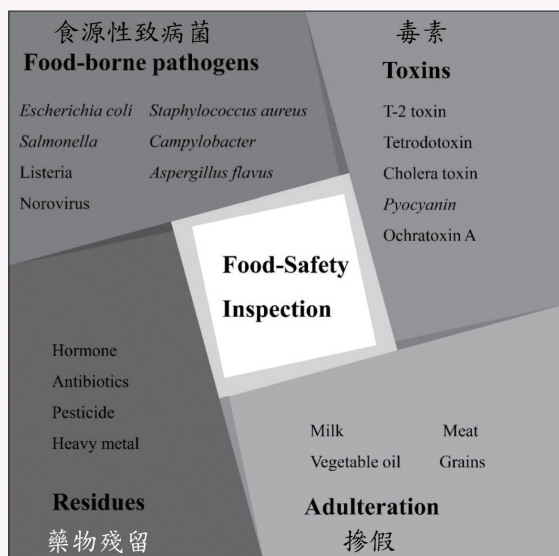 食源性致病菌
Food-borne pathogens
Escherichia coli Staphylococcus aureus
Salmonella Campylobacter
Listeria Aspergillus flavus
Norovirus
毒素
Toxins
T-2 toxin
Tetrodotoxin
Cholera toxin
Pyocyanin
Ochratoxin A
Food-Safety
Inspection
Hormone
Antibiotics
Pesticide
Heavy metal
Residues
藥物殘留
Milk Meat
Vegetable oil Grains
Adulteration
摻假